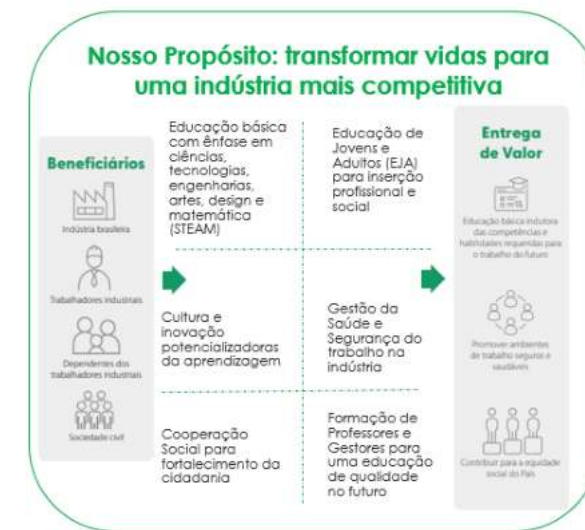 Nosso Propósito: transformar vidas para
uma indústria mais competitiva
Beneficiários
Indústria brasileira
Trabalhadores industriais
Dependentes dos
trabalhadores industriais
Sociedade civil
Educação básica
com ênfase em
ciências,
tecnologias,
engenharias,
artes, design e
matemática
(STEAM)
Educação de
Jovens e
Adultos (EJA)
para inserção
profissional e
social
Cultura e
inovação
potencializadoras
da aprendizagem
Gestão da
Saúde e
Segurança do
trabalho na
indústria
Cooperação
Social para
fortalecimento da
cidadania
Formação de
Professores e
Gestores para
uma educação
de qualidade
no futuro
Entrega
de Valor
Educação básica indutora
das competências e
habilidades requeridas para
o trabalho do futuro
Promover ambientes
de trabalho seguros e
saudáveis
Contribuir para a equidade
social do País